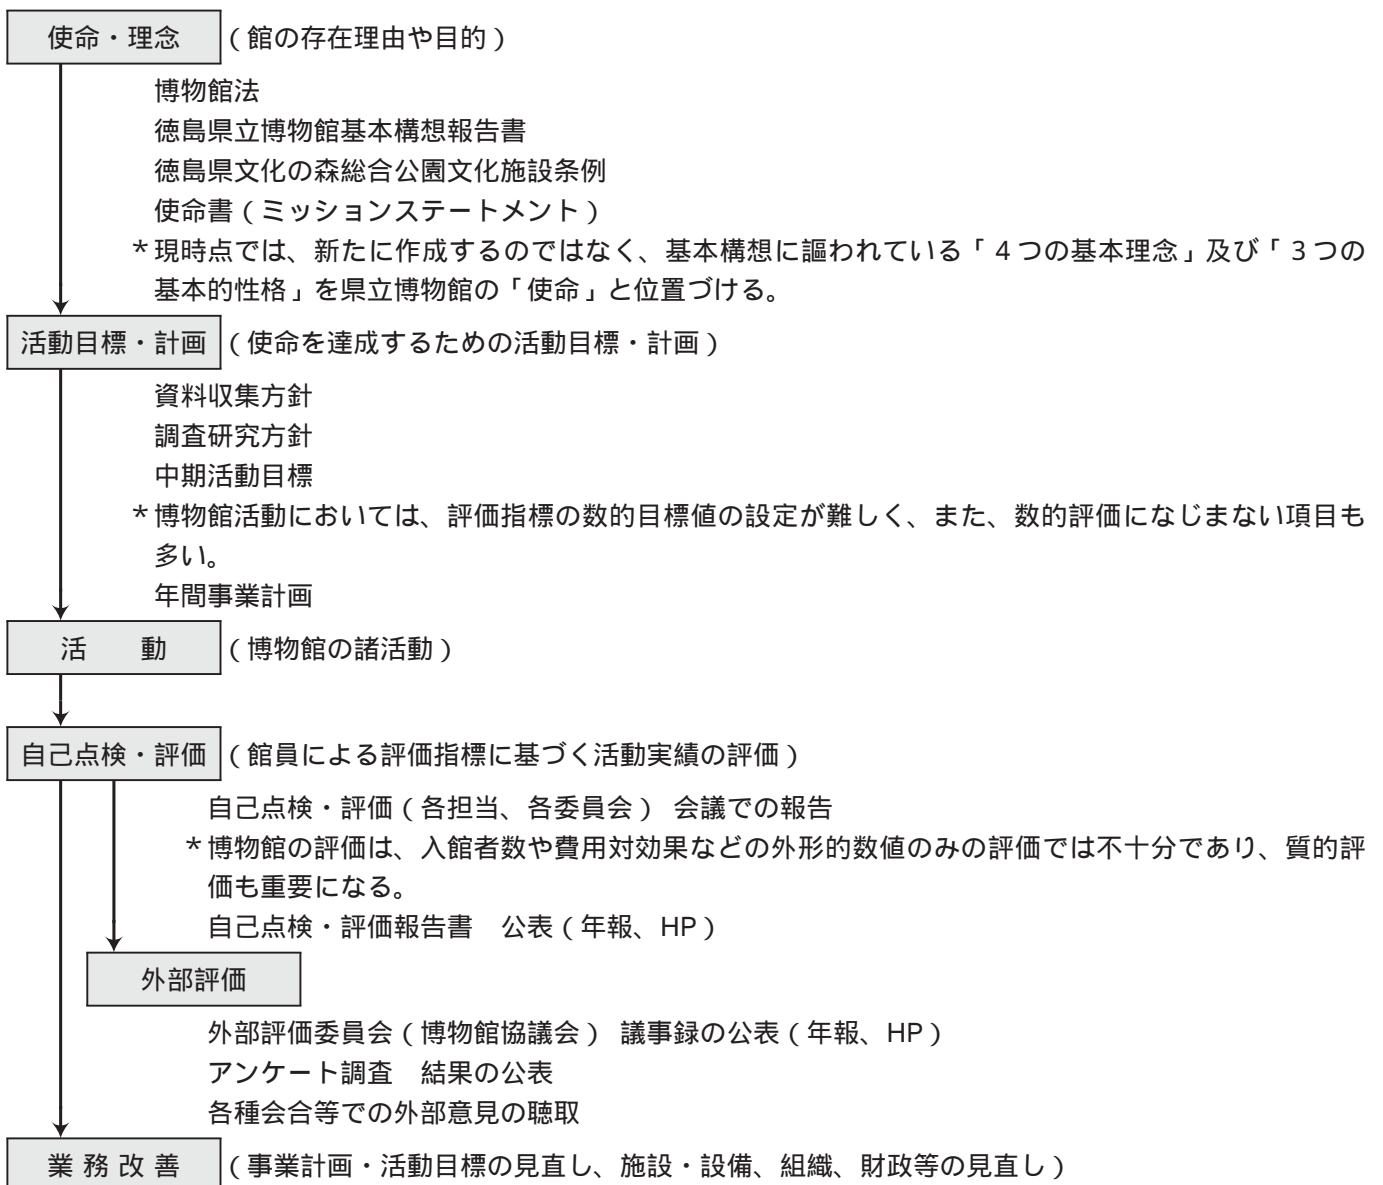 使命・理念 （館の存在理由や目的）
博物館法
徳島県立博物館基本構想報告書
徳島県文化の森総合公園文化施設条例
使命書（ミッションステートメント）
＊現時点では、新たに作成するのではなく、基本構想に謳われている「４つの基本理念」及び「３つの
基本的性格」を県立博物館の「使命」と位置づける。
活動目標・計画 （使命を達成するための活動目標・計画）
資料収集方針
調査研究方針
中期活動目標
＊博物館活動においては、評価指標の数的目標値の設定が難しく、また、数的評価になじまない項目も
多い。
年間事業計画
活　　動 （博物館の諸活動）
自己点検・評価 （館員による評価指標に基づく活動実績の評価）
自己点検・評価（各担当、各委員会） 会議での報告
＊博物館の評価は、入館者数や費用対効果などの外形的数値のみの評価では不十分であり、質的評
価も重要になる。
自己点検・評価報告書　公表（年報、HP）
外部評価
外部評価委員会（博物館協議会） 議事録の公表（年報、HP）
アンケート調査　結果の公表
各種会合等での外部意見の聴取
業 務 改 善 （事業計画・活動目標の見直し、施設・設備、組織、財政等の見直し）